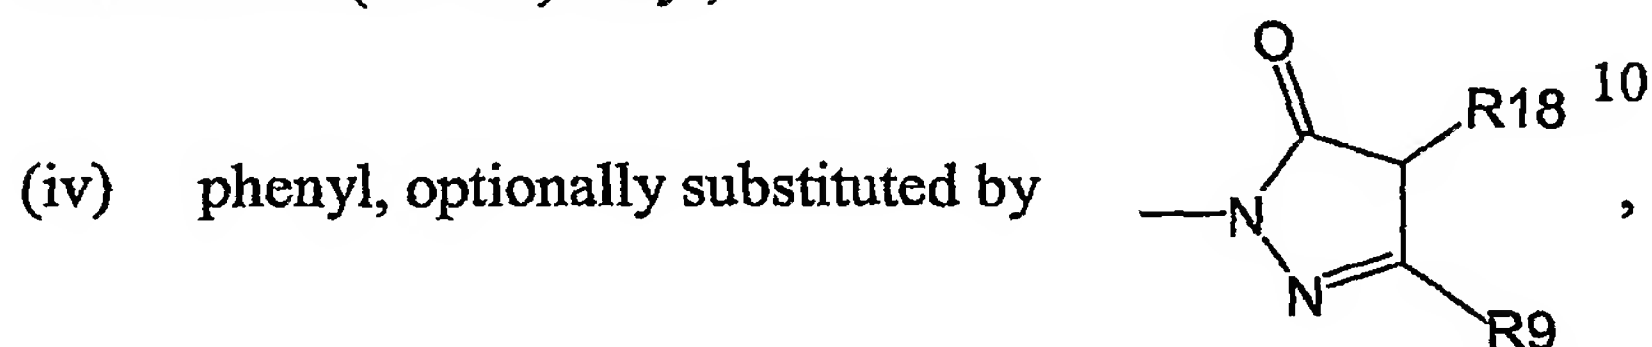 O
R18 10
(iv) phenyl, optionally substituted by —N ,
N
R9